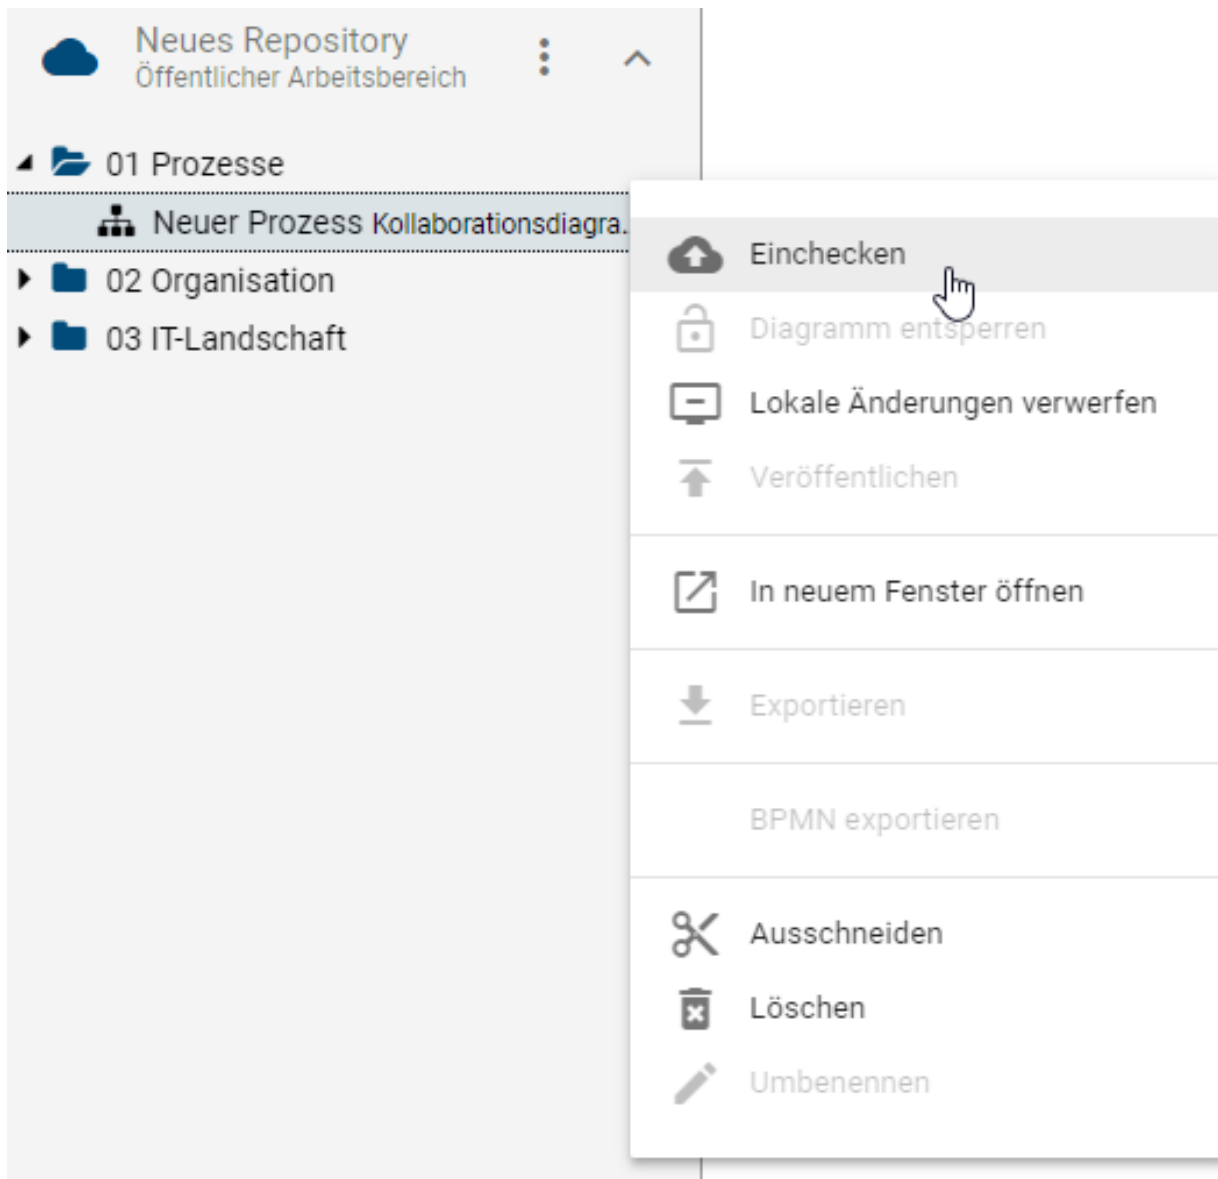 Neues Repository
Öffentlicher Arbeitsbereich
01 Prozesse
Neuer Prozess Kollaborationsdiagra..
02 Organisation
03 IT-Landschaft
Einchecken
Diagramm entsperren
Lokale Änderungen verwerfen
Veröffentlichen
In neuem Fenster öffnen
Exportieren
BPMN exportieren
Ausschneiden
Löschen
Umbenennen